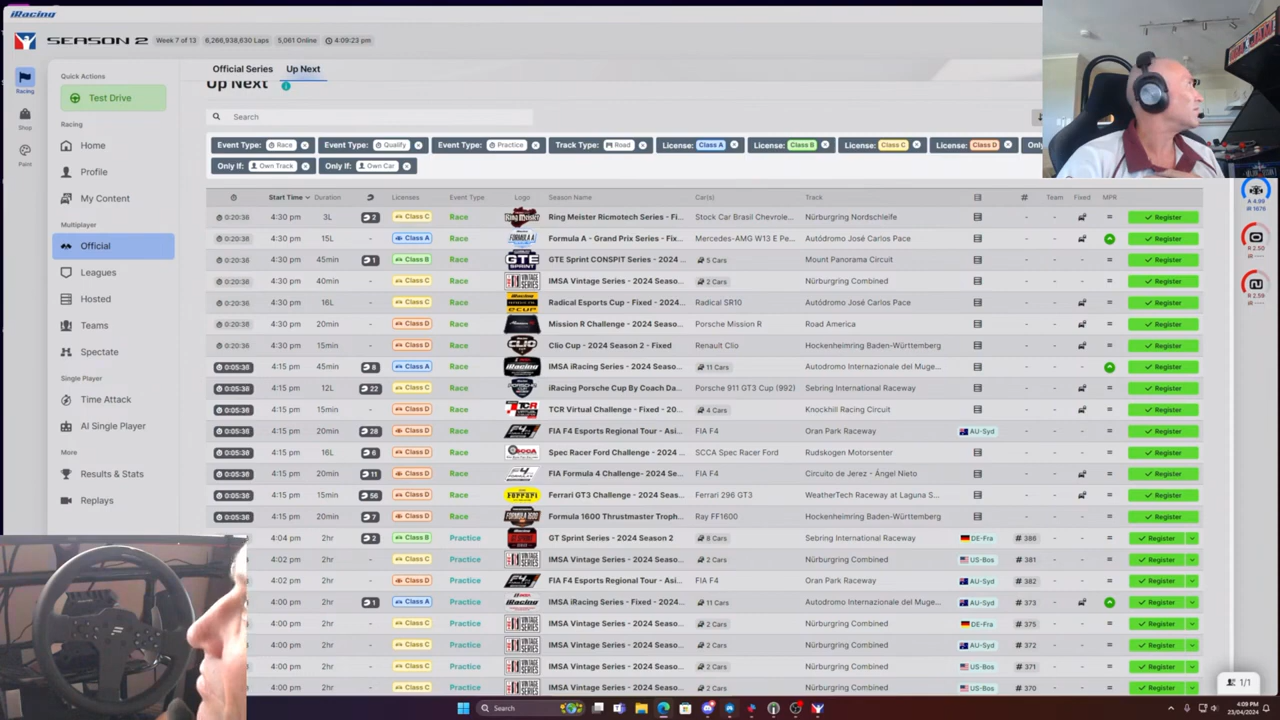 iRacing
SEASON 2 Week 7 of 13 6,266,938,630 Laps 5,061 Online 4:09:23 pm
Racing
Shop
Paint
Quick Actions
Test Drive
Racing
Home
Profile
My Content
Multiplayer
Official
Leagues
Hosted
Teams
Spectate
Single Player
Time Attack
AI Single Player
More
Results & Stats
Replays
Official Series Up Next
Up Next
Search
Event Type: Race Event Type: Qualify Event Type: Practice Track Type: Road License: Class A License: Class B License: Class C License: Class D
Only If: Own Track Only If: Own Car
Start Time Duration Licenses Event Type Logo Season Name Car(s) Track # Team Fixed MPR
0:20:36 4:30 pm 3L 2 Class C Race Ring Meister Ricmotech Series - Fi... Stock Car Brasil Chevrole... Nürburgring Nordschleife - - = Register
0:20:36 4:30 pm 15L - Class A Race Formula A - Grand Prix Series - Fix... Mercedes-AMG W13 E Pe... Autódromo José Carlos Pace - - Register
0:20:36 4:30 pm 45min 1 Class B Race GTE Sprint CONSPIT Series - 2024 ... 5 Cars Mount Panorama Circuit - - = Register
0:20:36 4:30 pm 40min - Class C Race IMSA Vintage Series - 2024 Seaso... 2 Cars Nürburgring Combined - - - = Register
0:20:36 4:30 pm 16L - Class C Race Radical Esports Cup - Fixed - 2024... Radical SR10 Autódromo José Carlos Pace - - = Register
0:20:36 4:30 pm 20min - Class D Race Mission R Challenge - 2024 Seaso... Porsche Mission R Road America - - = Register
0:20:36 4:30 pm 15min - Class D Race Clio Cup - 2024 Season 2 - Fixed Renault Clio Hockenheimring Baden-Württemberg - - = Register
0:05:36 4:15 pm 20min 8 Class A Race IMSA iRacing Series - Fixed - 2024... 11 Cars Autodromo Internazionale del Muge... - - Register
0:05:36 4:15 pm 12L 22 Class C Race iRacing Porsche Cup By Coach Da... Porsche 911 GT3 Cup (992) Sebring International Raceway - - = Register
0:05:36 4:15 pm 15min - Class D Race TCR Virtual Challenge - Fixed - 20... 4 Cars Knockhill Racing Circuit - - = Register
0:05:36 4:15 pm 20min 28 Class D Race FIA F4 Esports Regional Tour - Asi... FIA F4 Oran Park Raceway AU-Syd - - = Register
0:05:36 4:15 pm 16L 6 Class D Race Spec Racer Ford Challenge - 2024... SCCA Spec Racer Ford Rudskogen Motorsenter - - = Register
0:05:36 4:15 pm 20min 11 Class D Race FIA Formula 4 Challenge- 2024 Se... FIA F4 Circuito de Jerez - Ángel Nieto - - = Register
0:05:36 4:15 pm 15min 56 Class D Race Ferrari GT3 Challenge - Fixed - 20... Ferrari 296 GT3 WeatherTech Raceway at Laguna S... - - = Register
0:05:36 4:15 pm 20min 7 Class D Race Formula 1600 Thrustmaster Troph... Ray FF1600 Hockenheimring Baden-Württemberg - - = Register
4:04 pm 2hr 2 Class B Practice GT Sprint Series - 2024 Season 2 8 Cars Sebring International Raceway DE-Fra # 386 - - = Register
4:02 pm 2hr - Class C Practice IMSA Vintage Series - 2024 Seaso... 2 Cars Nürburgring Combined US-Bos # 381 - - = Register
4:02 pm 2hr - Class D Practice FIA F4 Esports Regional Tour - Asi... FIA F4 Oran Park Raceway AU-Syd # 382 - - = Register
4:00 pm 2hr 1 Class A Practice IMSA iRacing Series - Fixed - 2024... 11 Cars Autodromo Internazionale del Muge... AU-Syd # 373 - Register
4:00 pm 2hr - Class C Practice IMSA Vintage Series - 2024 Seaso... 2 Cars Nürburgring Combined DE-Fra # 375 - - = Register
4:00 pm 2hr - Class C Practice IMSA Vintage Series - 2024 Seaso... 2 Cars Nürburgring Combined AU-Syd # 372 - - = Register
4:00 pm 2hr - Class C Practice IMSA Vintage Series - 2024 Seaso... 2 Cars Nürburgring Combined US-Bos # 371 - - = Register
4:00 pm 2hr - Class C Practice IMSA Vintage Series - 2024 Seaso... 2 Cars Nürburgring Combined US-Bos # 370 - - = Register
A 4.99
iR 1676
R 2.50
R 2.59
1/1
Search
4:09 PM
23/04/2024